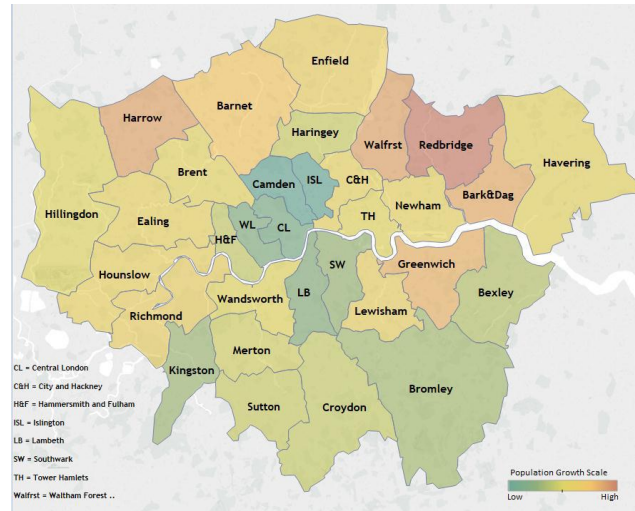 Enfield
Barnet
Harrow
Haringey
Walfrst
Redbridge
Havering
Brent
Camden
ISL
C&H
Bark&Dag
Hillingdon
Ealing
WL
CL
TH
Newham
H&F
Hounslow
SW
Greenwich
Wandsworth
LB
Lewisham
Bexley
Richmond
Merton
Kingston
Bromley
Sutton
Croydon
CL = Central London
C&H = City and Hackney
H&F = Hammersmith and Fulham
ISL = Islington
LB = Lambeth
SW = Southwark
TH = Tower Hamlets
Walfrst = Waltham Forest ..
Population Growth Scale
Low High